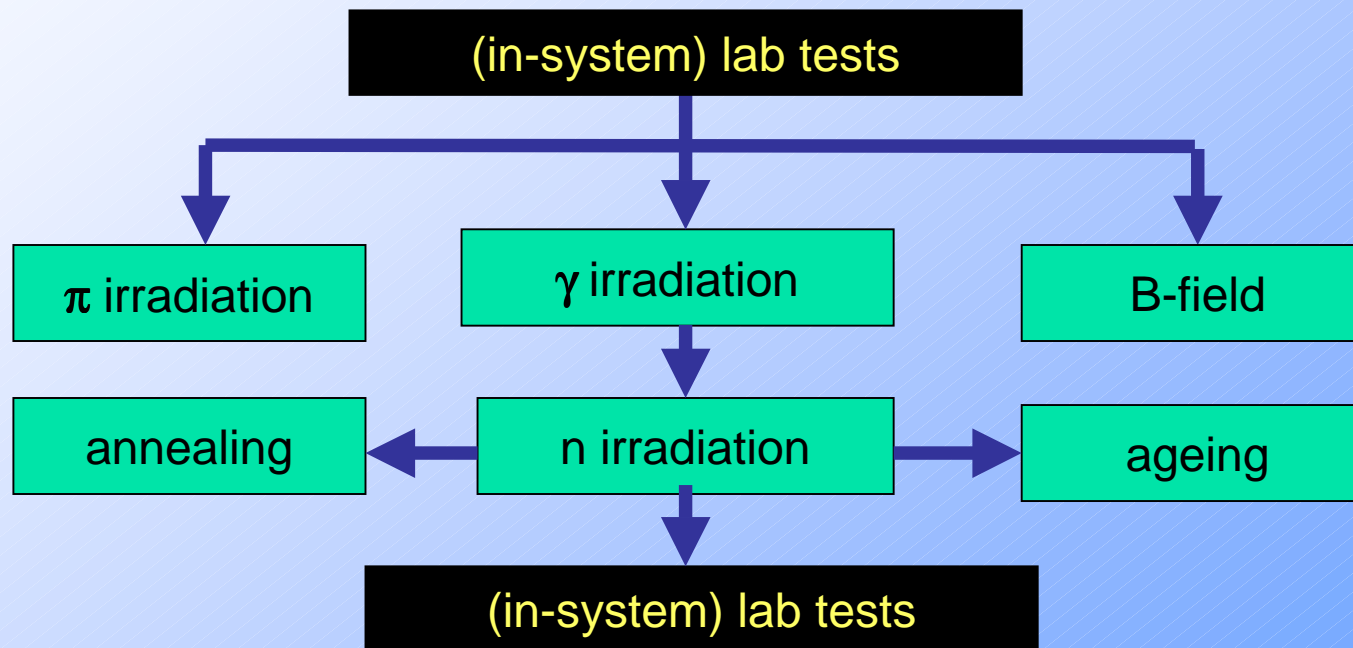 (in-system) lab tests
π irradiation
γ irradiation
B-field
annealing
n irradiation
ageing
(in-system) lab tests